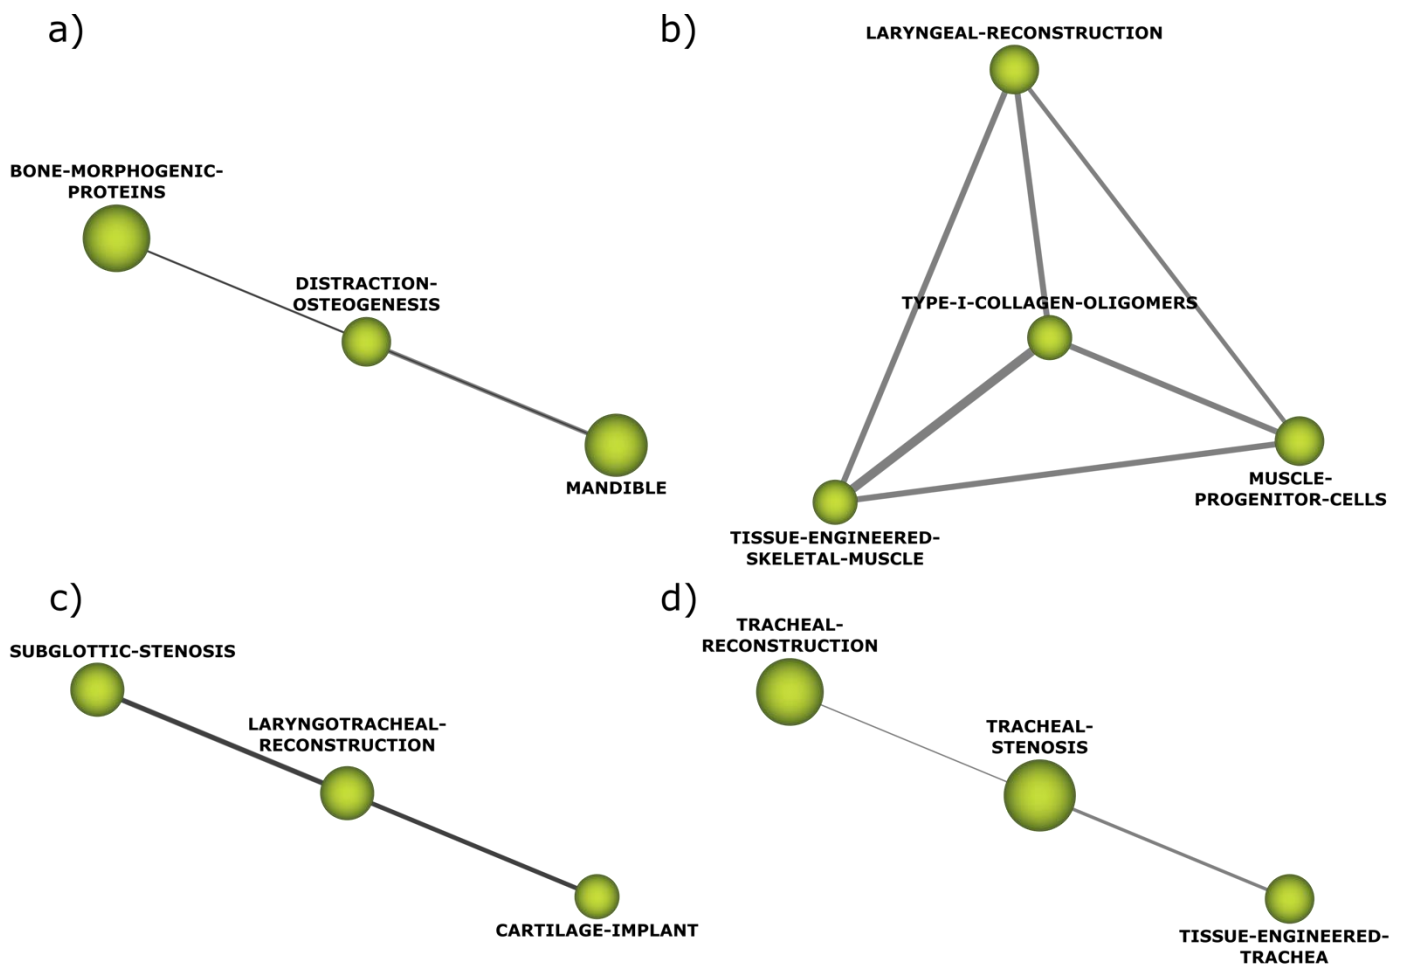 a)
BONE-MORPHOGENIC-
PROTEINS
DISTRACTION-
OSTEOGENESIS
MANDIBLE
b)
LARYNGEAL-RECONSTRUCTION
TYPE-I-COLLAGEN-OLIGOMERS
MUSCLE-
PROGENITOR-CELLS
TISSUE-ENGINEERED-
SKELETAL-MUSCLE
c)
SUBGLOTTIC-STENOSIS
LARYNGOTRACHEAL-
RECONSTRUCTION
CARTILAGE-IMPLANT
d)
TRACHEAL-
RECONSTRUCTION
TRACHEAL-
STENOSIS
TISSUE-ENGINEERED-
TRACHEA